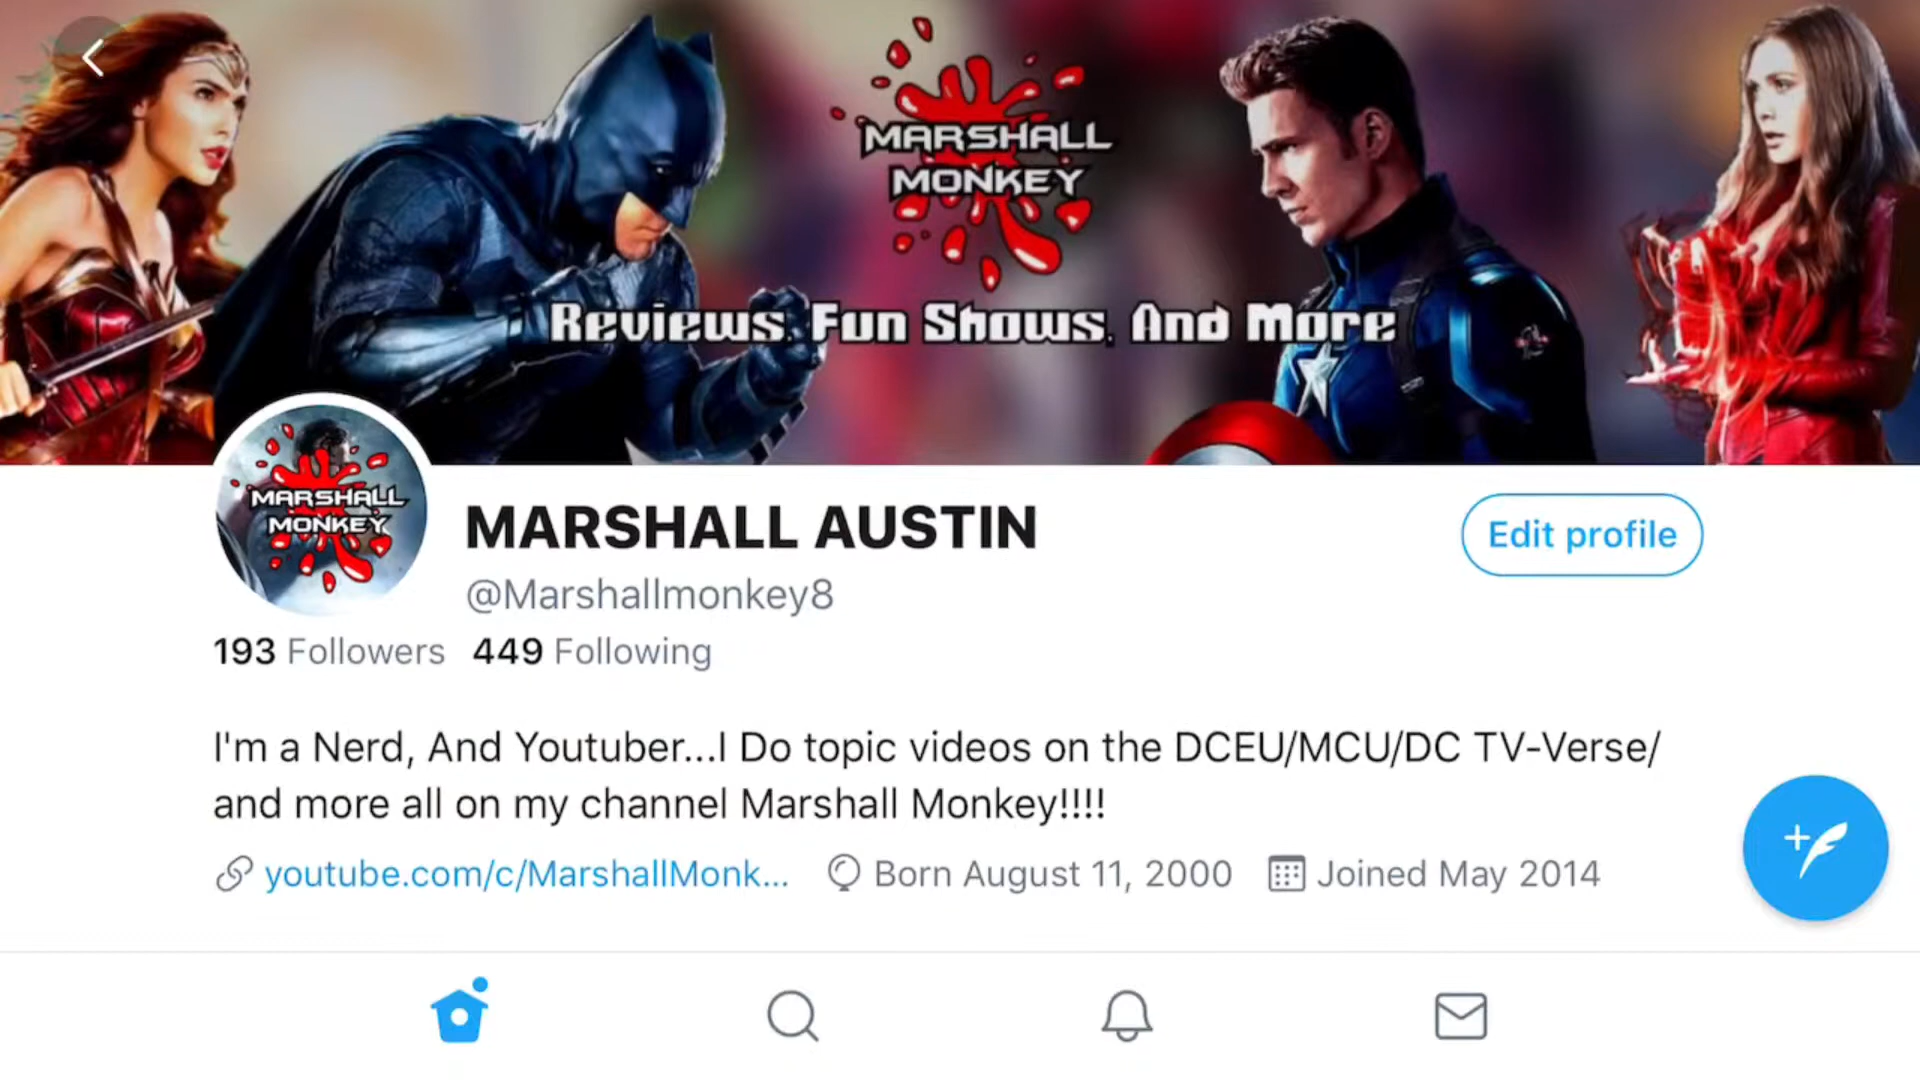 MARSHALL
MONKEY
Reviews, Fun Shows, And More
MARSHALL
MONKEY
MARSHALL AUSTIN
Edit profile
@Marshallmonkey8
193 Followers 449 Following
I'm a Nerd, And Youtuber...I Do topic videos on the DCEU/MCU/DC TV-Verse/
and more all on my channel Marshall Monkey!!!!
youtube.com/c/MarshallMonk... Born August 11, 2000 Joined May 2014